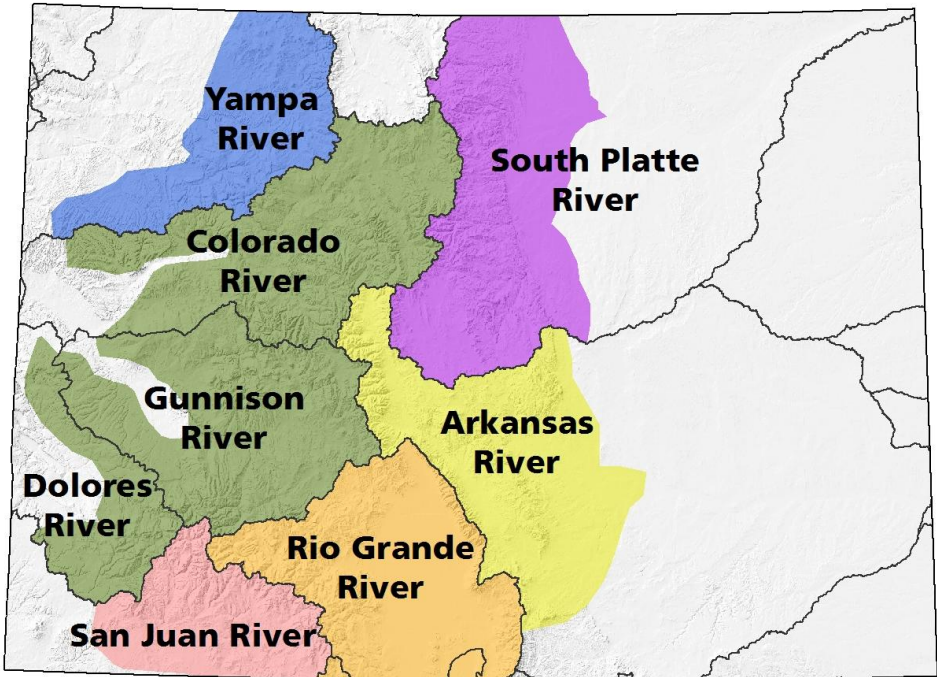 Yampa
River
South Platte
River
Colorado
River
Gunnison
River
Arkansas
River
Dolores
River
Rio Grande
River
San Juan River